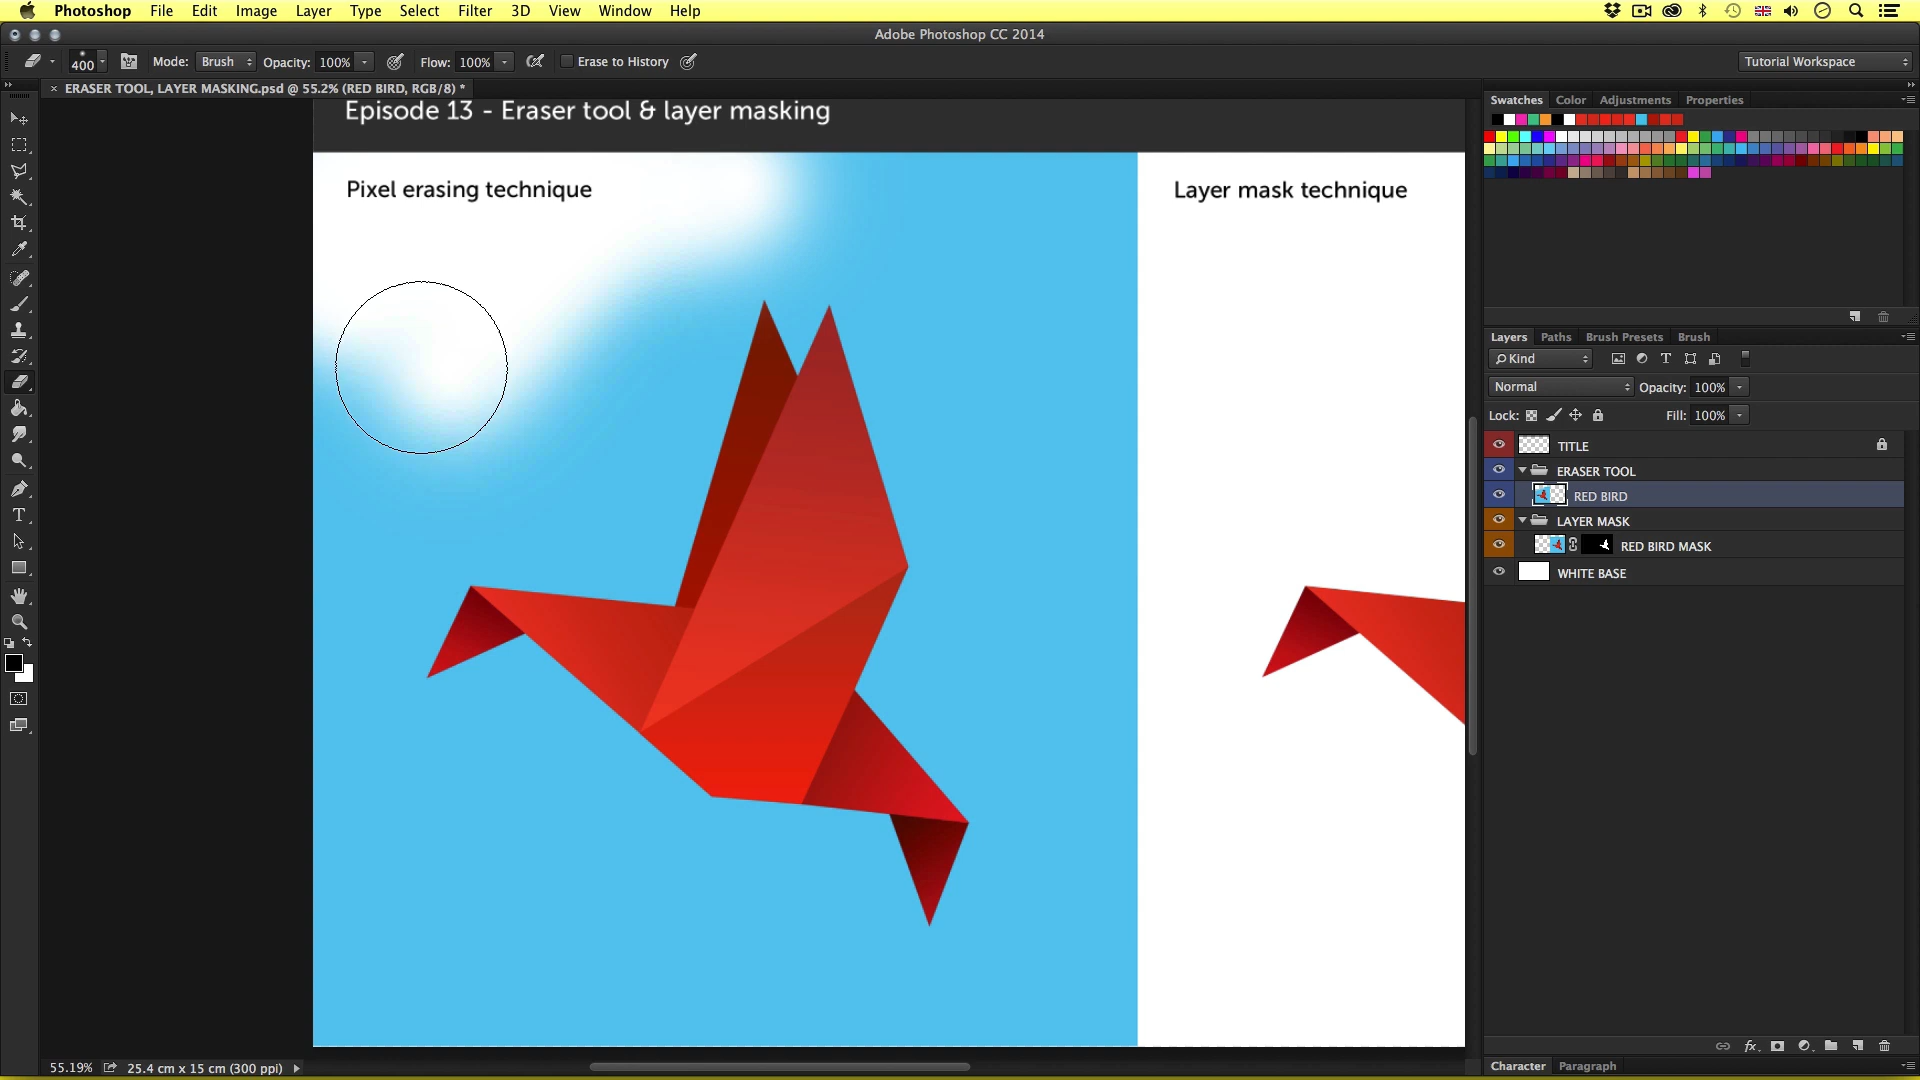 Photoshop File Edit Image Layer Type Select Filter 3D View Window Help
Adobe Photoshop CC 2014
400 Mode: Brush Opacity: 100% Flow: 100% Erase to History Tutorial Workspace
× ERASER TOOL, LAYER MASKING.psd @ 55.2% (RED BIRD, RGB/8) *
Swatches Color Adjustments Properties
Episode 13 - Eraser tool & layer masking
Pixel erasing technique
Layer mask technique
Layers Paths Brush Presets Brush
Kind
Normal Opacity: 100%
Lock: Fill: 100%
TITLE
ERASER TOOL
RED BIRD
LAYER MASK
RED BIRD MASK
WHITE BASE
55.19% 25.4 cm x 15 cm (300 ppi)
Character Paragraph